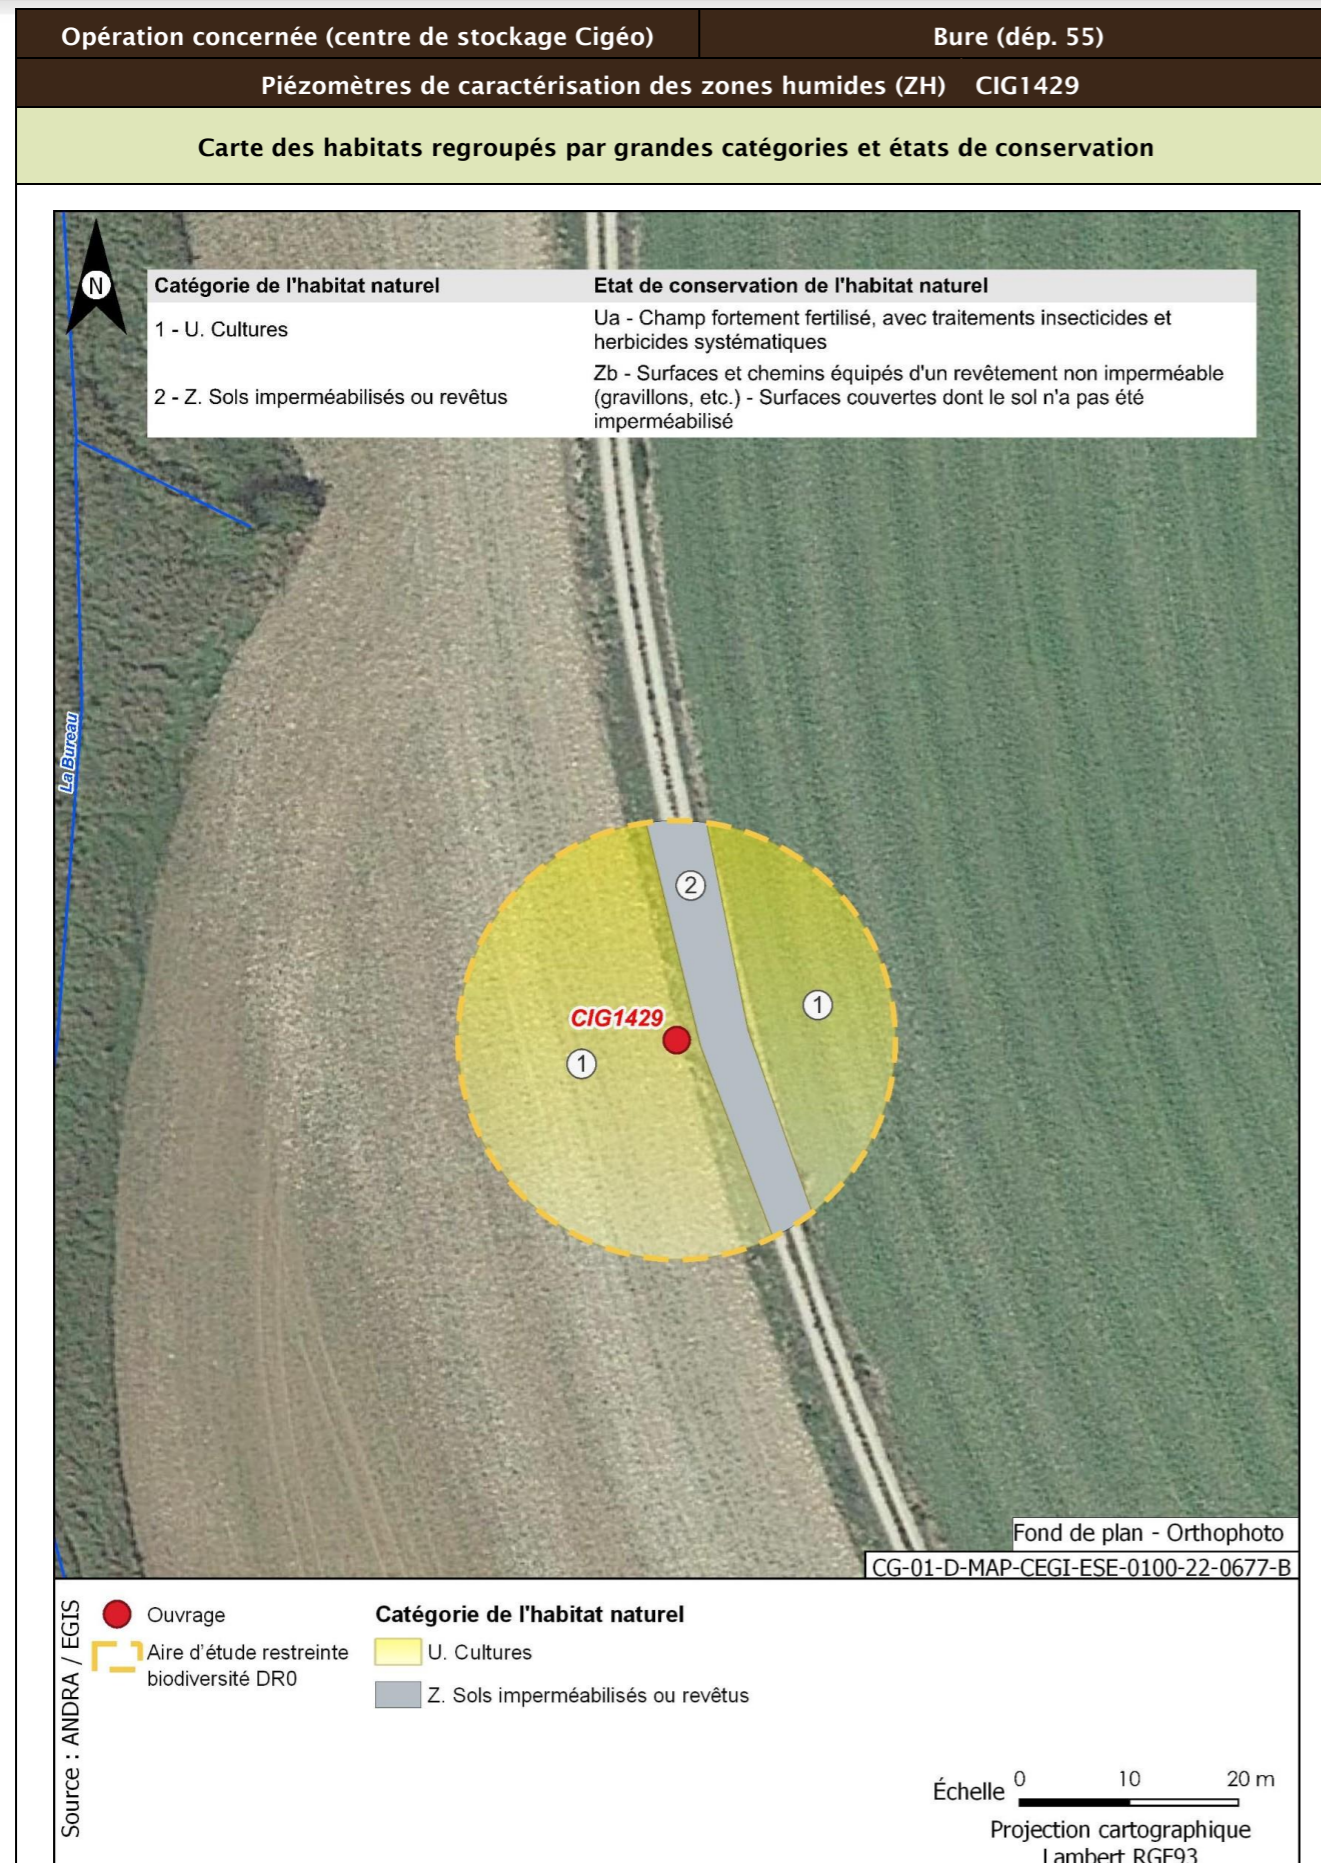 Opération concernée (centre de stockage Cigéo) Bure (dép. 55)
Piézomètres de caractérisation des zones humides (ZH) CIG1429
Carte des habitats regroupés par grandes catégories et états de conservation
N
Catégorie de l'habitat naturel Etat de conservation de l'habitat naturel
1 - U. Cultures
Ua - Champ fortement fertilisé, avec traitements insecticides et
herbicides systématiques
2 - Z. Sols imperméabilisés ou revêtus
Zb - Surfaces et chemins équipés d'un revêtement non imperméable
(gravillons, etc.) - Surfaces couvertes dont le sol n'a pas été
imperméabilisé
La Bureau
2
1
CIG1429
1
Fond de plan - Orthophoto
CG-01-D-MAP-CEGI-ESE-0100-22-0677-B
Source : ANDRA / EGIS
Ouvrage
Aire d'étude restreinte
biodiversité DR0
Catégorie de l'habitat naturel
U. Cultures
Z. Sols imperméabilisés ou revêtus
Échelle 0 10 20 m
Projection cartographique
Lambert RGF93